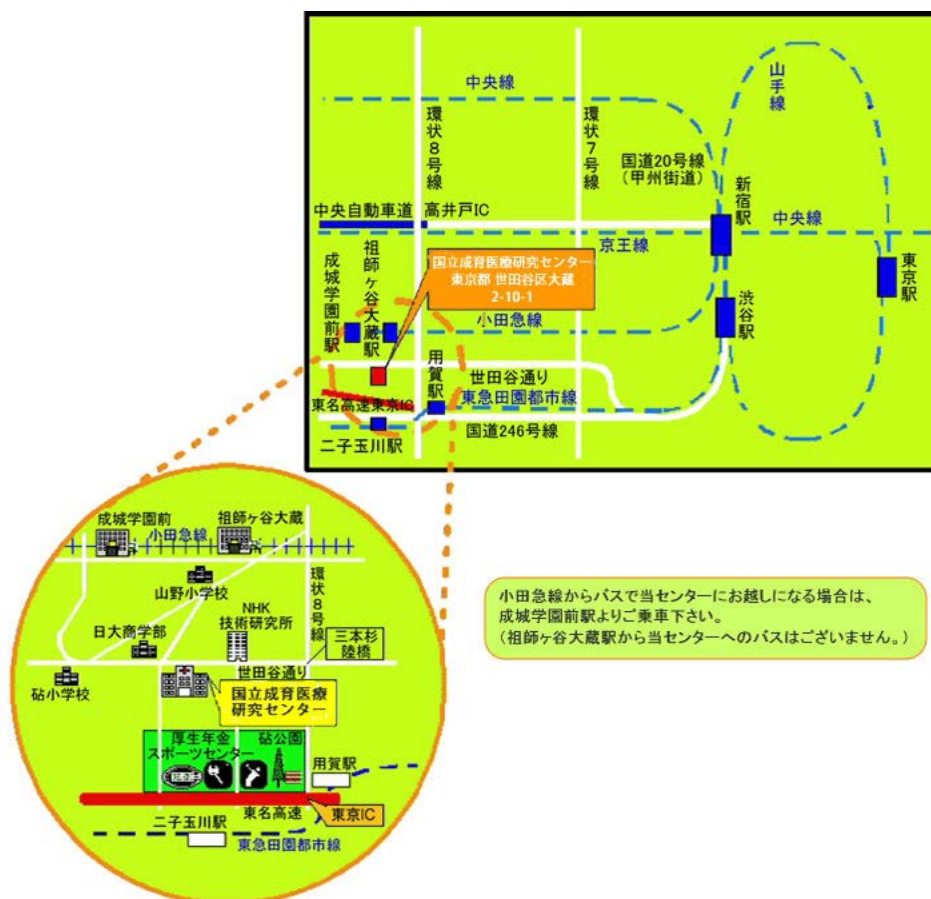 中央線
山手線
環状8号線
環状7号線
国道20号線
(甲州街道)
新宿駅
中央自動車道
高井戸IC
中央線
京王線
成城学園前駅
祖師ヶ谷大蔵駅
国立成育医療研究センター
東京都 世田谷区大蔵
2-10-1
東京駅
渋谷駅
小田急線
用賀駅
世田谷通り
東急田園都市線
東名高速東京IC
国道246号線
二子玉川駅
成城学園前
祖師ヶ谷大蔵
小田急線
環状8号線
山野小学校
NHK
技術研究所
日大商学部
三本杉
陸橋
世田谷通り
砧小学校
国立成育医療
研究センター
厚生年金
スポーツセンター
砧公園
用賀駅
東名高速
東京IC
二子玉川駅
東急田園都市線
小田急線からバスで当センターにお越しになる場合は、
成城学園前駅よりご乗車下さい。
(祖師ヶ谷大蔵駅から当センターへのバスはございません。)